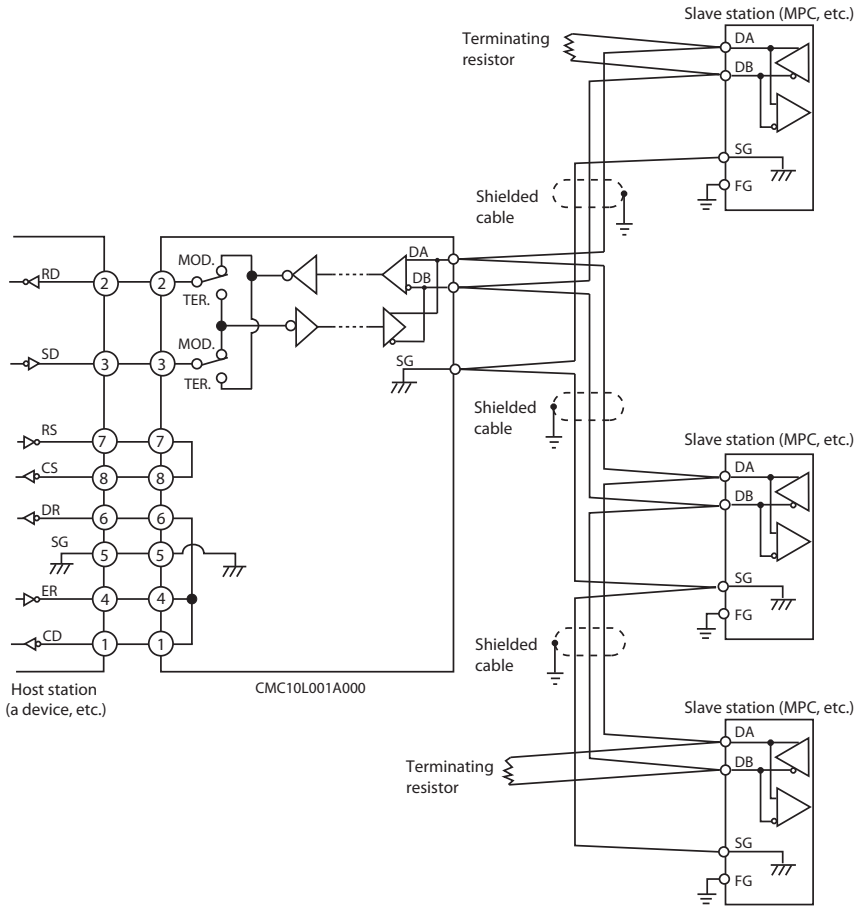 Slave station (MPC, etc.)
Terminating
resistor
DA
DB
SG
FG
Shielded
cable
RD
2
2
MOD.
TER.
DA
DB
SD
3
3
MOD.
TER.
SG
RS
7
7
CS
8
8
DR
6
6
SG
5
5
ER
4
4
CD
1
1
Host station
(a device, etc.)
CMC10L001A000
Shielded
cable
Slave station (MPC, etc.)
DA
DB
SG
FG
Shielded
cable
Slave station (MPC, etc.)
DA
DB
Terminating
resistor
SG
FG